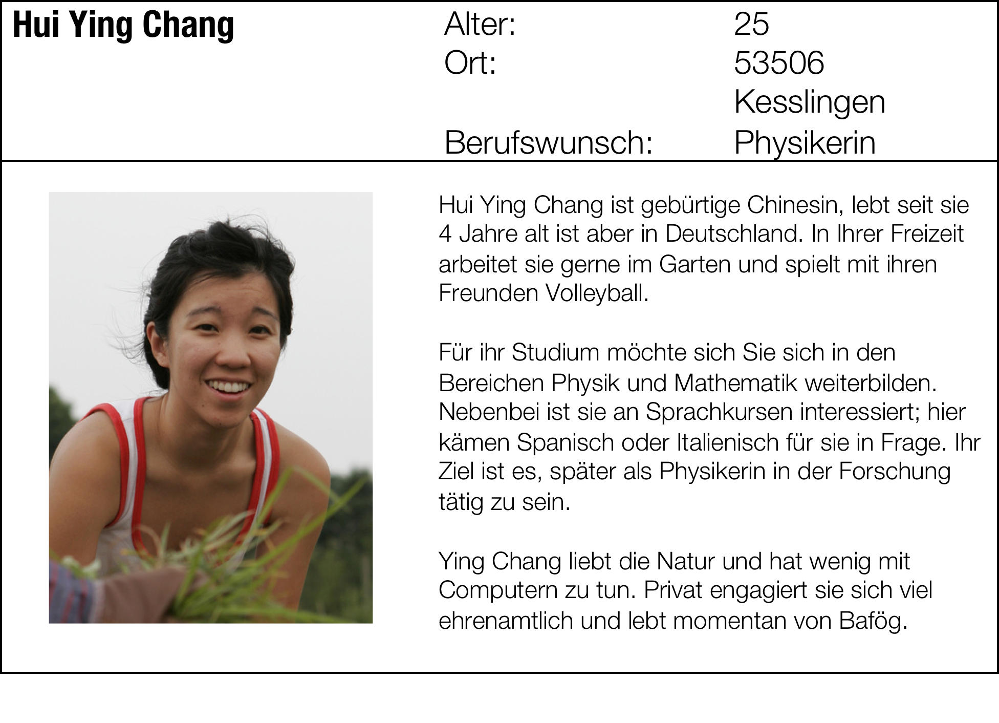 Hui Ying Chang
Alter: 25
Ort: 53506
Kesslingen
Berufswunsch: Physikerin
Hui Ying Chang ist gebürtige Chinesin, lebt seit sie
4 Jahre alt ist aber in Deutschland. In Ihrer Freizeit
arbeitet sie gerne im Garten und spielt mit ihren
Freunden Volleyball.
Für ihr Studium möchte sich Sie sich in den
Bereichen Physik und Mathematik weiterbilden.
Nebenbei ist sie an Sprachkursen interessiert; hier
kämen Spanisch oder Italienisch für sie in Frage. Ihr
Ziel ist es, später als Physikerin in der Forschung
tätig zu sein.
Ying Chang liebt die Natur und hat wenig mit
Computern zu tun. Privat engagiert sie sich viel
ehrenamtlich und lebt momentan von Bafög.